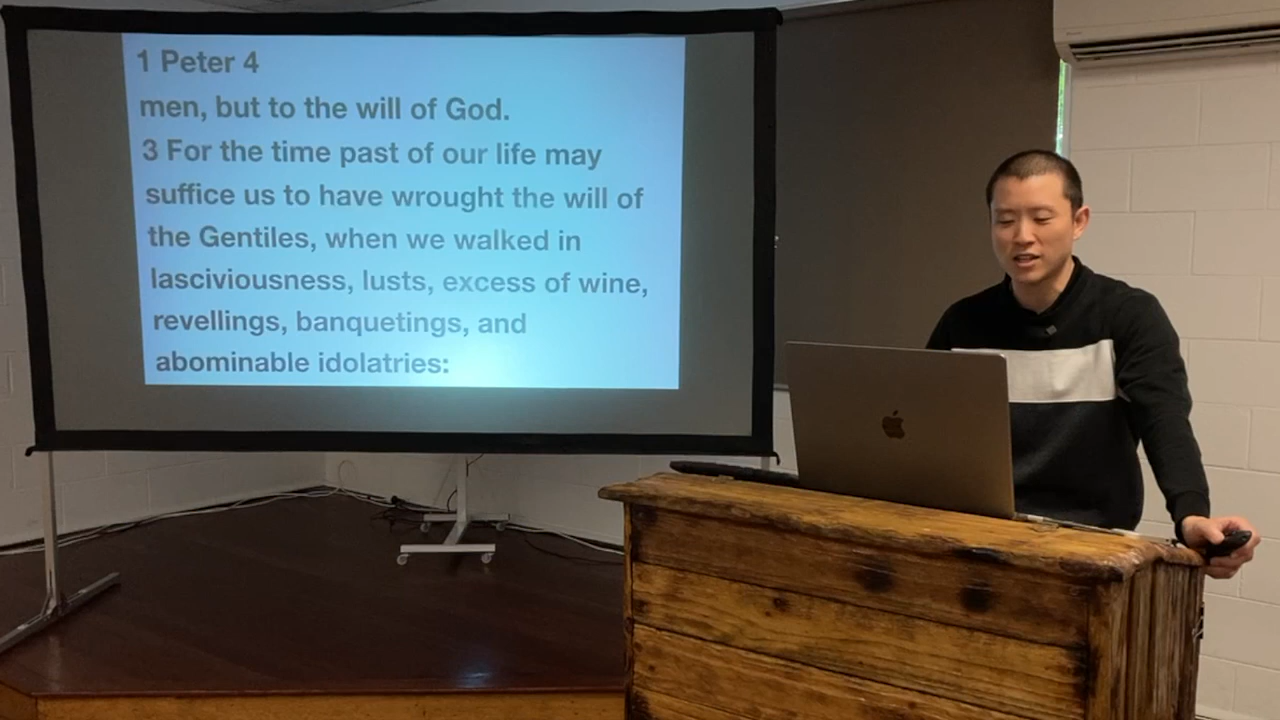 1 Peter 4
men, but to the will of God.
3 For the time past of our life may
suffice us to have wrought the will of
the Gentiles, when we walked in
lasciviousness, lusts, excess of wine,
revellings, banquetings, and
abominable idolatries: